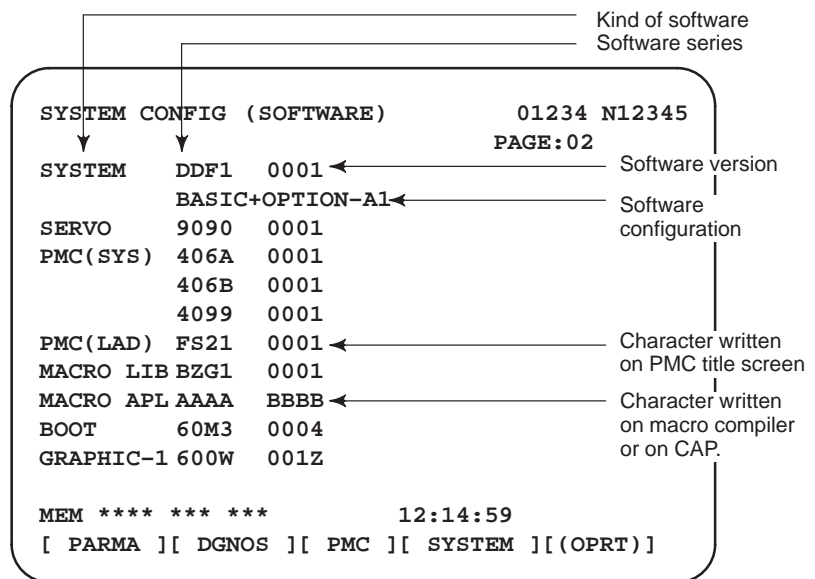 Kind of software
Software series
SYSTEM CONFIG (SOFTWARE) 01234 N12345
PAGE:02
SYSTEM DDF1 0001 Software version
BASIC+OPTION-A1 Software configuration
SERVO 9090 0001
PMC(SYS) 406A 0001
406B 0001
4099 0001
PMC(LAD) FS21 0001 Character written on PMC title screen
MACRO LIB BZG1 0001
MACRO APL AAAA BBBB Character written on macro compiler or on CAP.
BOOT 60M3 0004
GRAPHIC-1 600W 001Z
MEM **** *** *** 12:14:59
[ PARMA ][ DGNOS ][ PMC ][ SYSTEM ][(OPRT)]